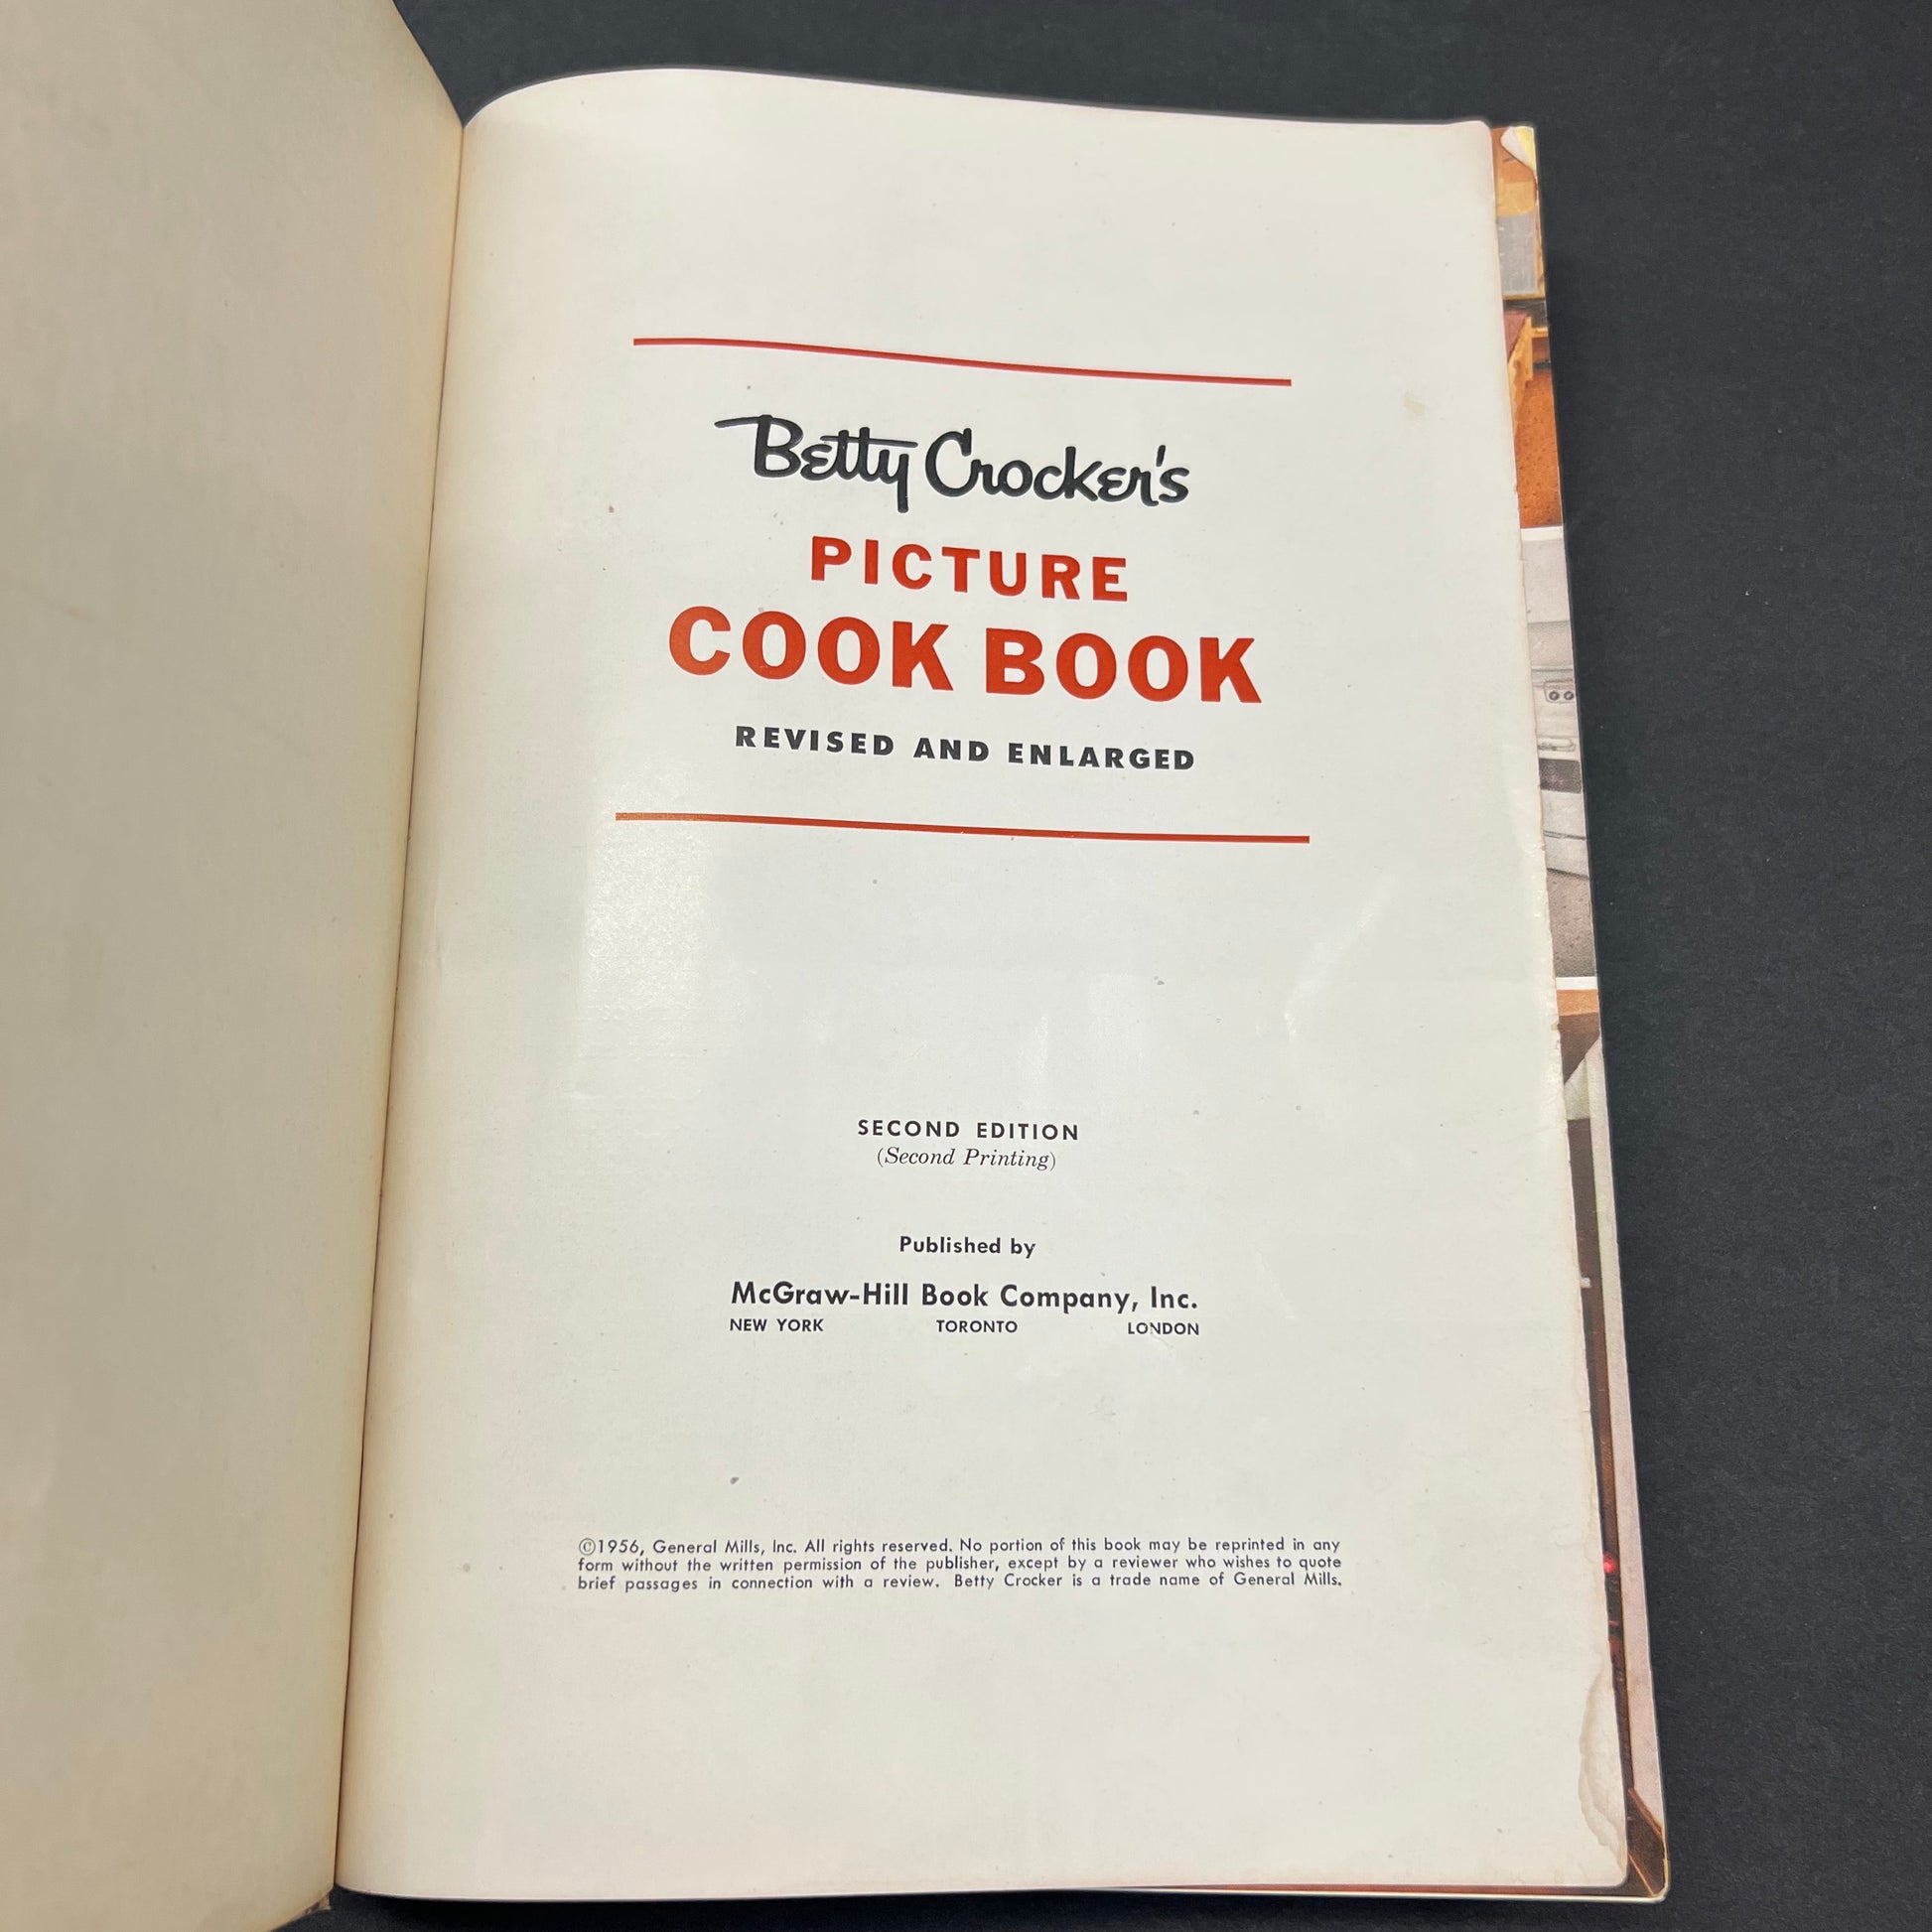 Betty Crocker's
PICTURE
COOK BOOK
REVISED AND ENLARGED
SECOND EDITION
(Second Printing)
Published by
McGraw-Hill Book Company, Inc.
NEW YORK TORONTO LONDON
©1956, General Mills, Inc. All rights reserved. No portion of this book may be reprinted in any
form without the written permission of the publisher, except by a reviewer who wishes to quote
brief passages in connection with a review. Betty Crocker is a trade name of General Mills.